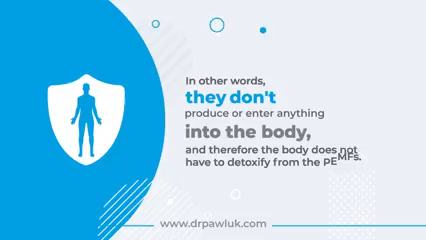 In other words,
they don't
produce or enter anything
into the body,
and therefore the body does not
have to detoxify from the PEMFs.
www.drpawluk.com